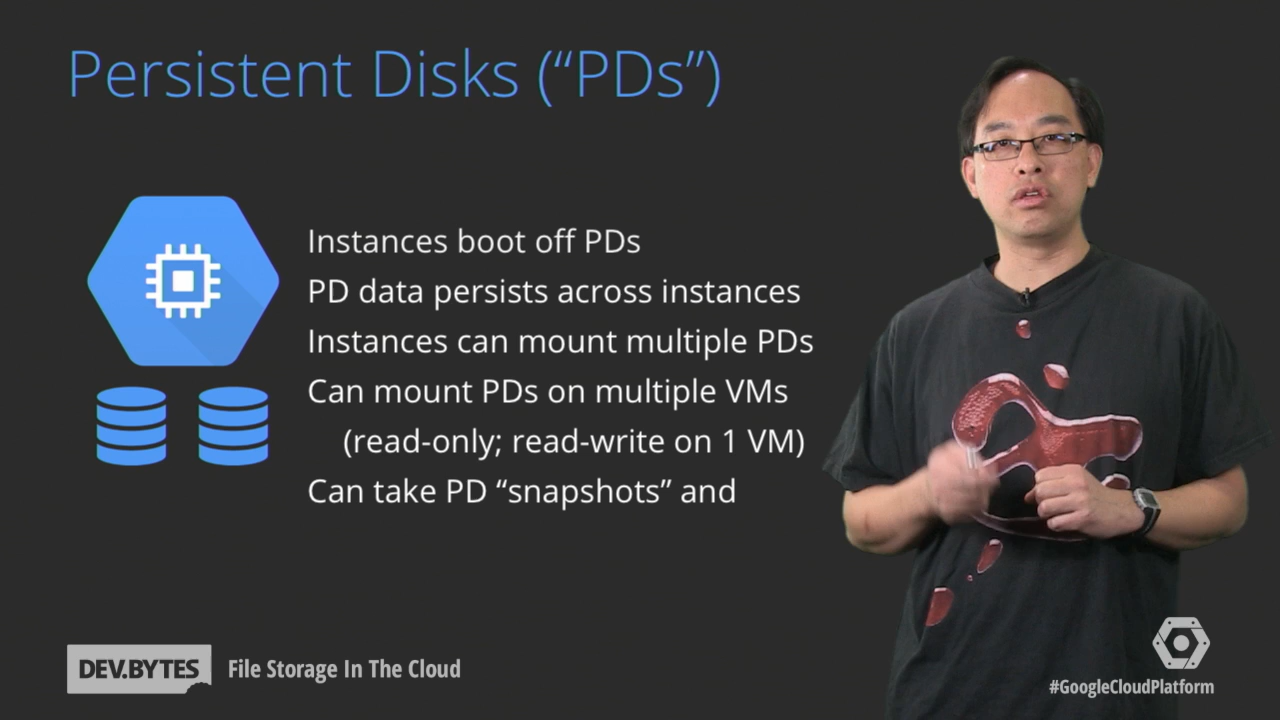 Persistent Disks (“PDs”)
Instances boot off PDs
PD data persists across instances
Instances can mount multiple PDs
Can mount PDs on multiple VMs
(read-only; read-write on 1 VM)
Can take PD “snapshots” and
DEV.BYTES File Storage In The Cloud
#GoogleCloudPlatform